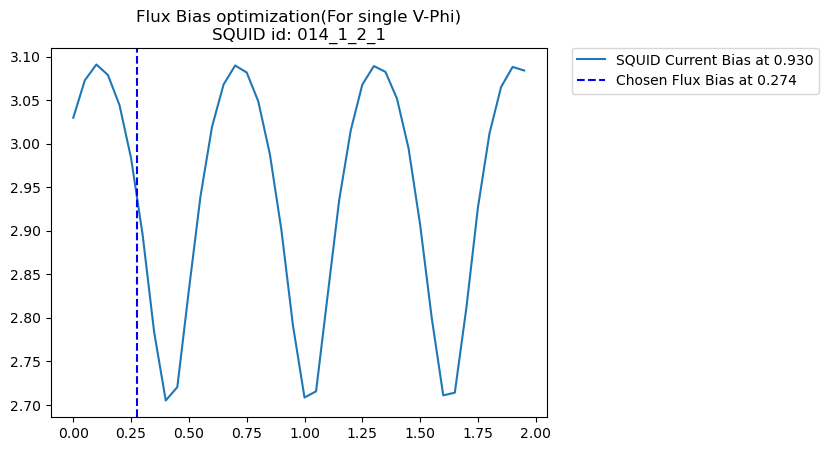 Flux Bias optimization(For single V-Phi)
SQUID id: 014_1_2_1
SQUID Current Bias at 0.930
Chosen Flux Bias at 0.274
3.10
3.05
3.00
2.95
2.90
2.85
2.80
2.75
2.70
0.00 0.25 0.50 0.75 1.00 1.25 1.50 1.75 2.00